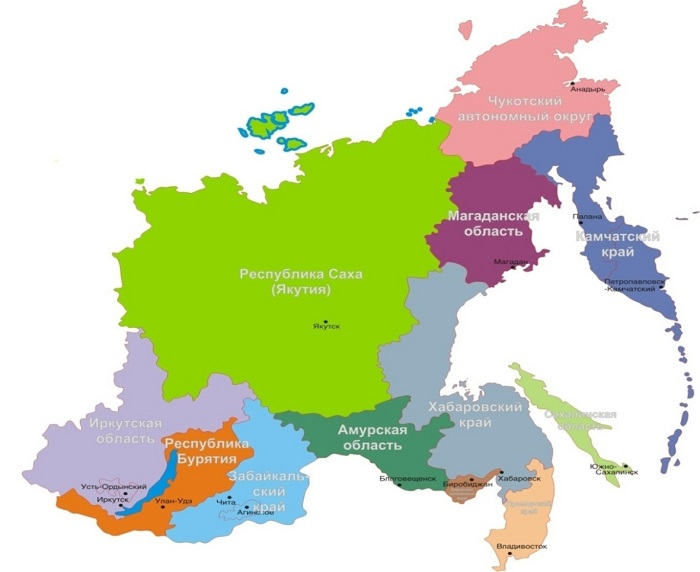 Анадырь
Чукотский
автономный округ
Магаданская
область
Палана
Камчатский
край
Магадан
Петропавловск
-Камчатский
Республика Саха
(Якутия)
Якутск
Хабаровский
край
Сахалинская
область
Иркутская
область
Республика
Бурятия
Амурская
область
Забайкаль-
ский
край
Южно-
Сахалинск
Усть-Ордынский
Иркутск
Улан-Удэ
Чита
Благовещенск
Биробиджан
Хабаровск
край
Владивосток